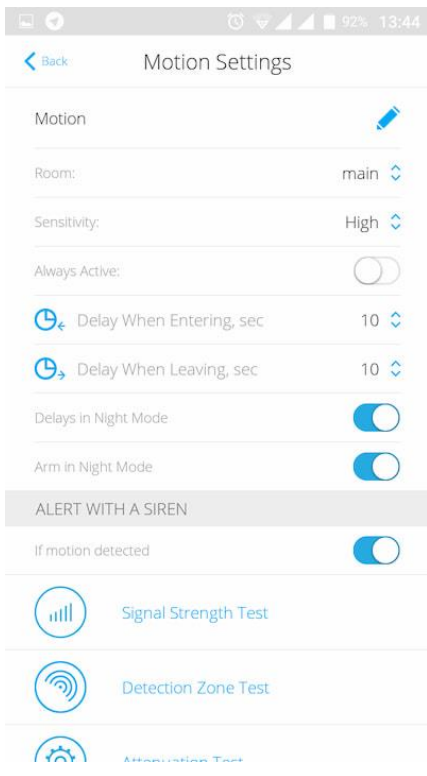 92% 13:44
Back Motion Settings
Motion
Room: main
Sensitivity: High
Always Active:
Delay When Entering, sec 10
Delay When Leaving, sec 10
Delays in Night Mode
Arm in Night Mode
ALERT WITH A SIREN
If motion detected
Signal Strength Test
Detection Zone Test
Attenuation Test